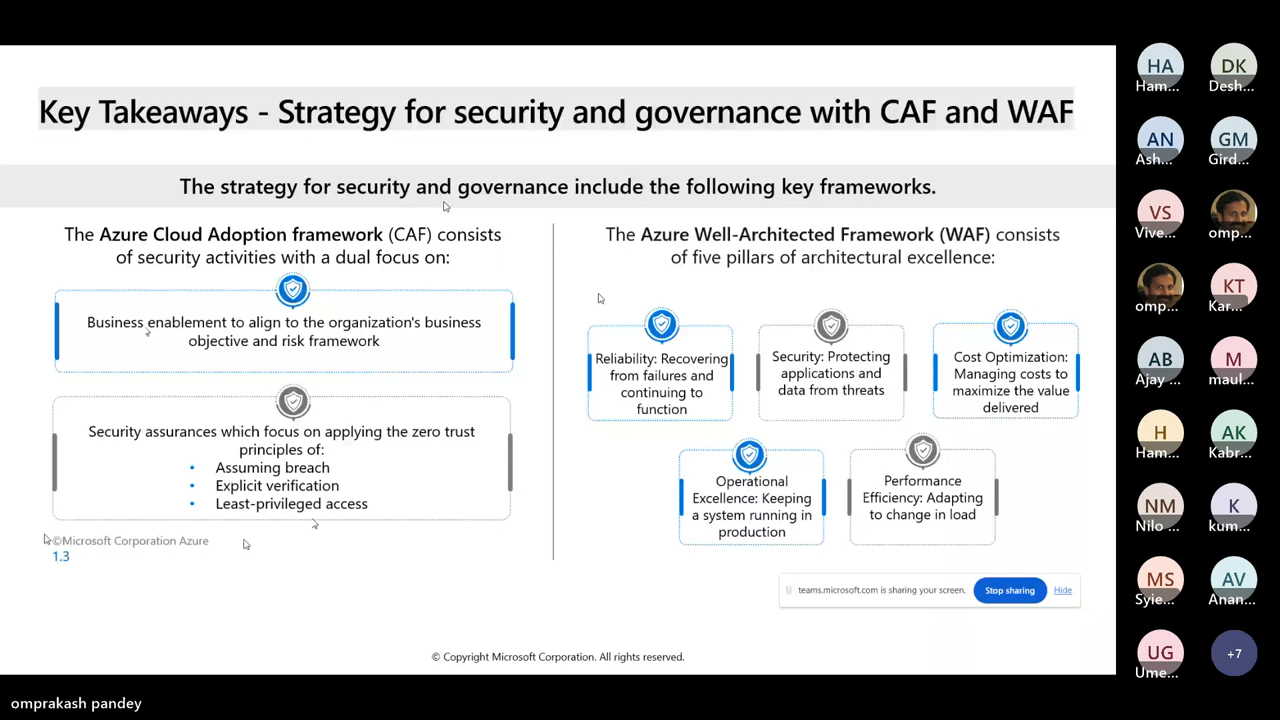 Key Takeaways - Strategy for security and governance with CAF and WAF
The strategy for security and governance include the following key frameworks.
The Azure Cloud Adoption framework (CAF) consists
of security activities with a dual focus on:
Business enablement to align to the organization's business
objective and risk framework
Security assurances which focus on applying the zero trust
principles of:
• Assuming breach
• Explicit verification
• Least-privileged access
©Microsoft Corporation Azure
1.3
The Azure Well-Architected Framework (WAF) consists
of five pillars of architectural excellence:
Reliability: Recovering
from failures and
continuing to
function
Security: Protecting
applications and
data from threats
Cost Optimization:
Managing costs to
maximize the value
delivered
Operational
Excellence: Keeping
a system running in
production
Performance
Efficiency: Adapting
to change in load
teams.microsoft.com is sharing your screen.
Stop sharing
Hide
© Copyright Microsoft Corporation. All rights reserved.
omprakash pandey
HA
Ham...
DK
Desh...
AN
Ash...
GM
Gird...
VS
Vive...
omp...
omp...
KT
Kar...
AB
Ajay ...
M
maul...
H
Ham...
AK
Kabr...
NM
Nilo ...
K
kum...
MS
Syie...
AV
Anan...
UG
Ume...
+7